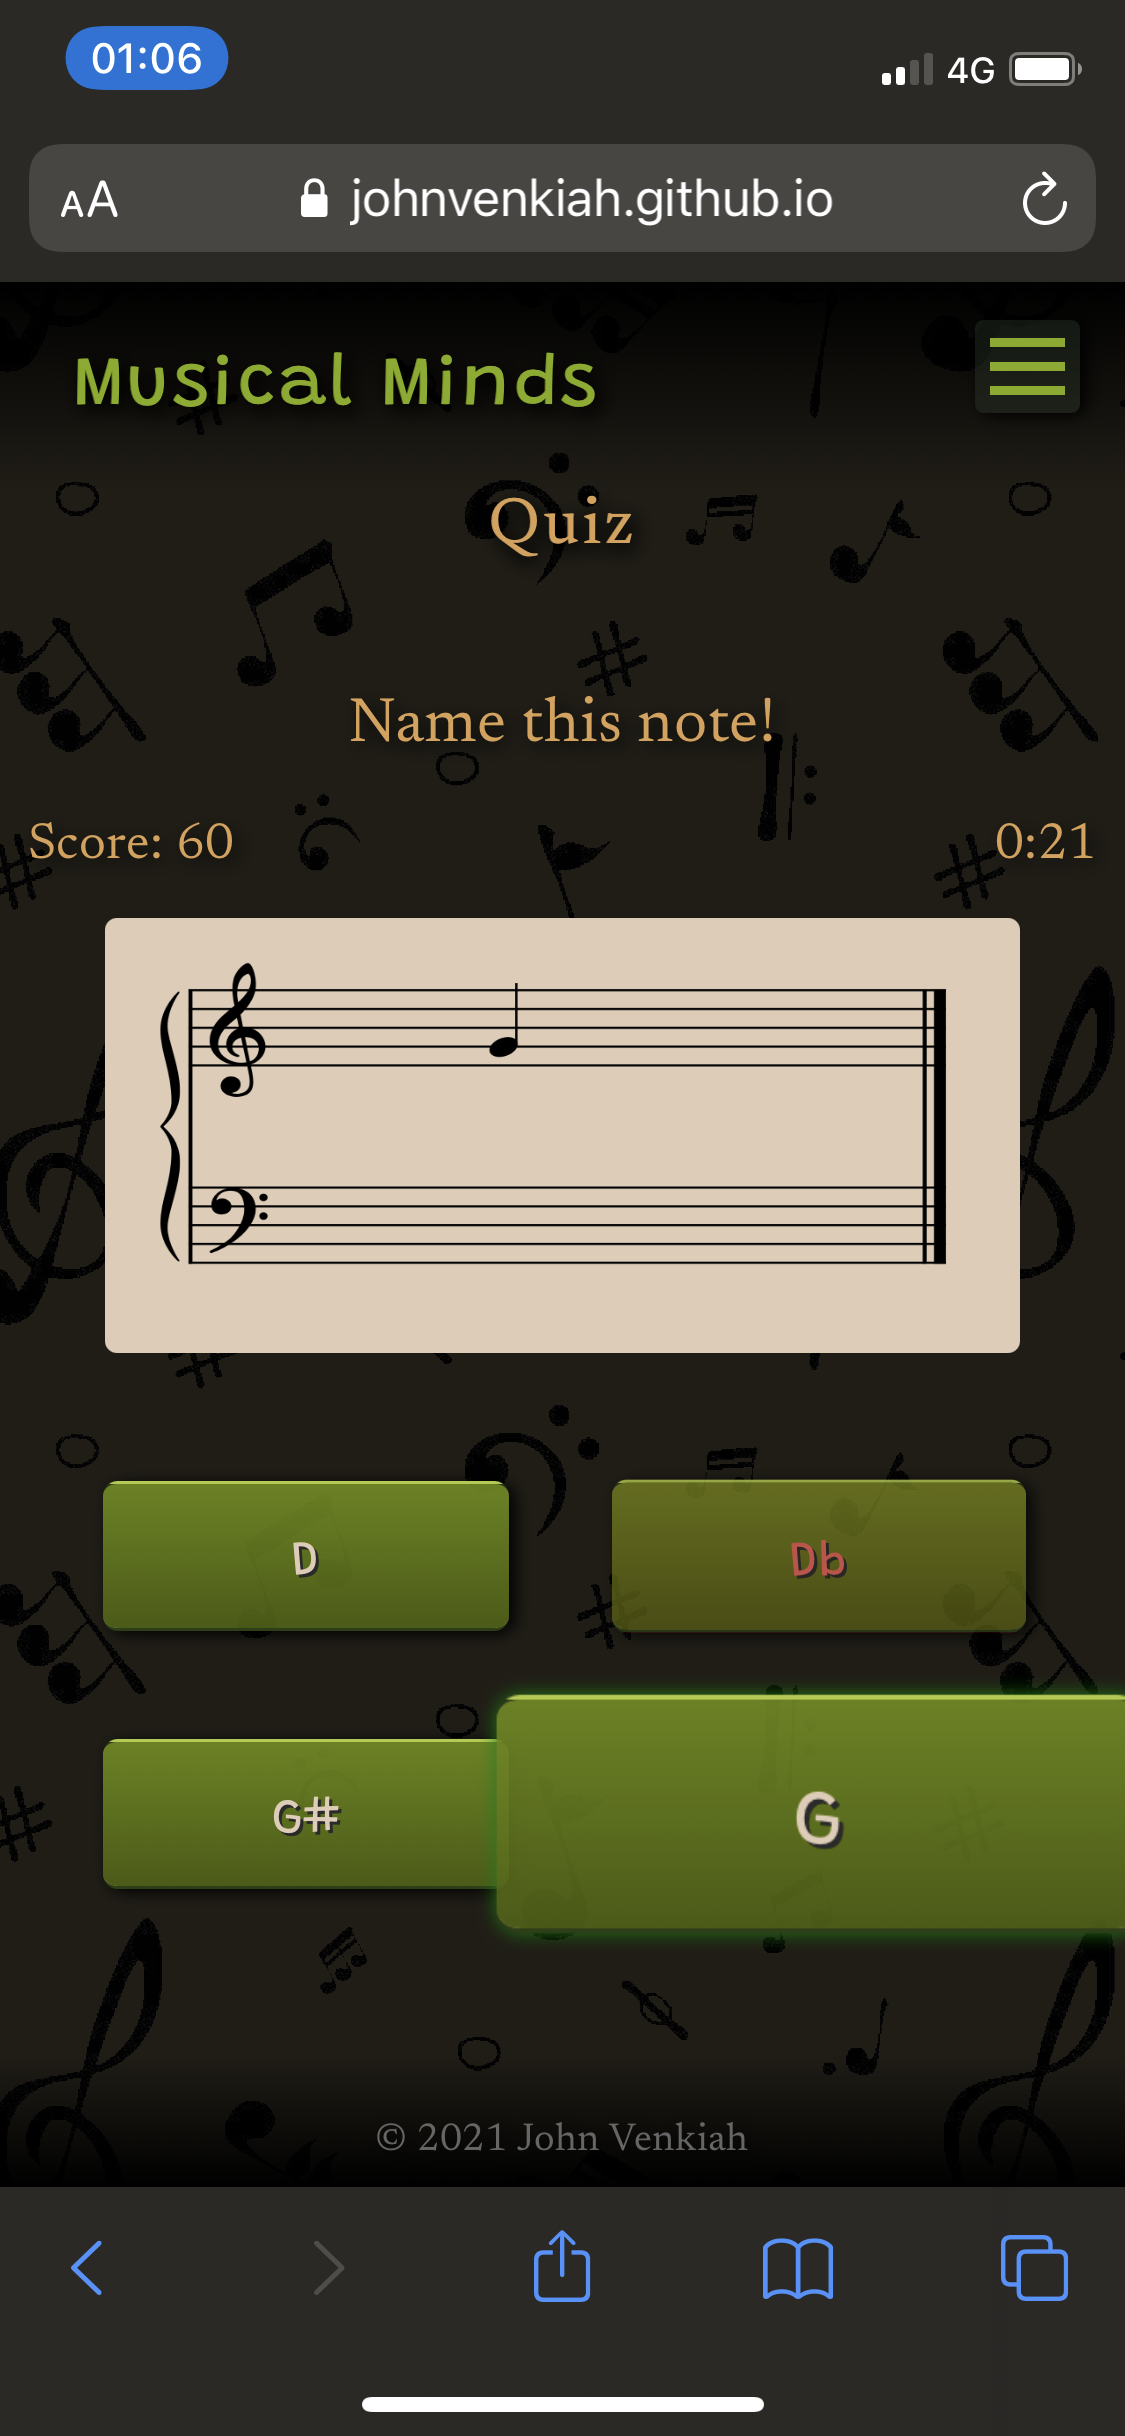 01:06
4G
AA
johnvenkiah.github.io
Musical Minds
Quiz
Name this note!
Score: 60
0:21
D
Db
G#
G
© 2021 John Venkiah